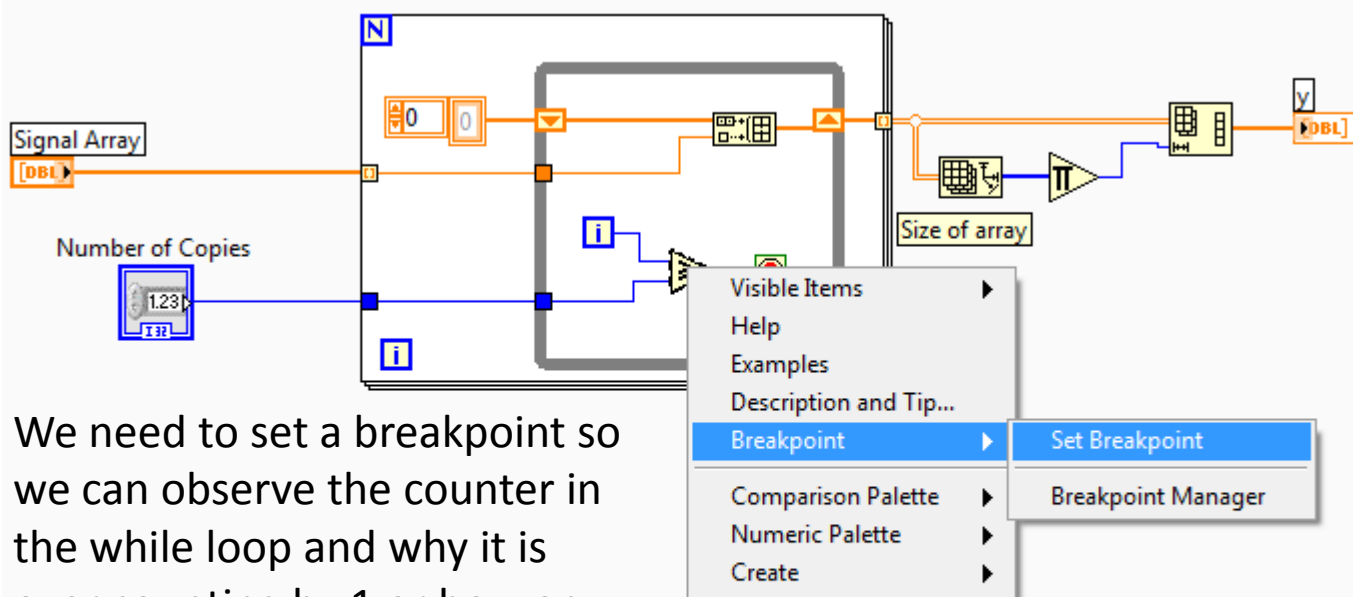 N
0
0
Signal Array
[DBL]
y
DBL]
i
Size of array
Number of Copies
1.23
I32
i
Visible Items
Help
Examples
Description and Tip...
Breakpoint
Set Breakpoint
Breakpoint Manager
Comparison Palette
Numeric Palette
Create
We need to set a breakpoint so
we can observe the counter in
the while loop and why it is